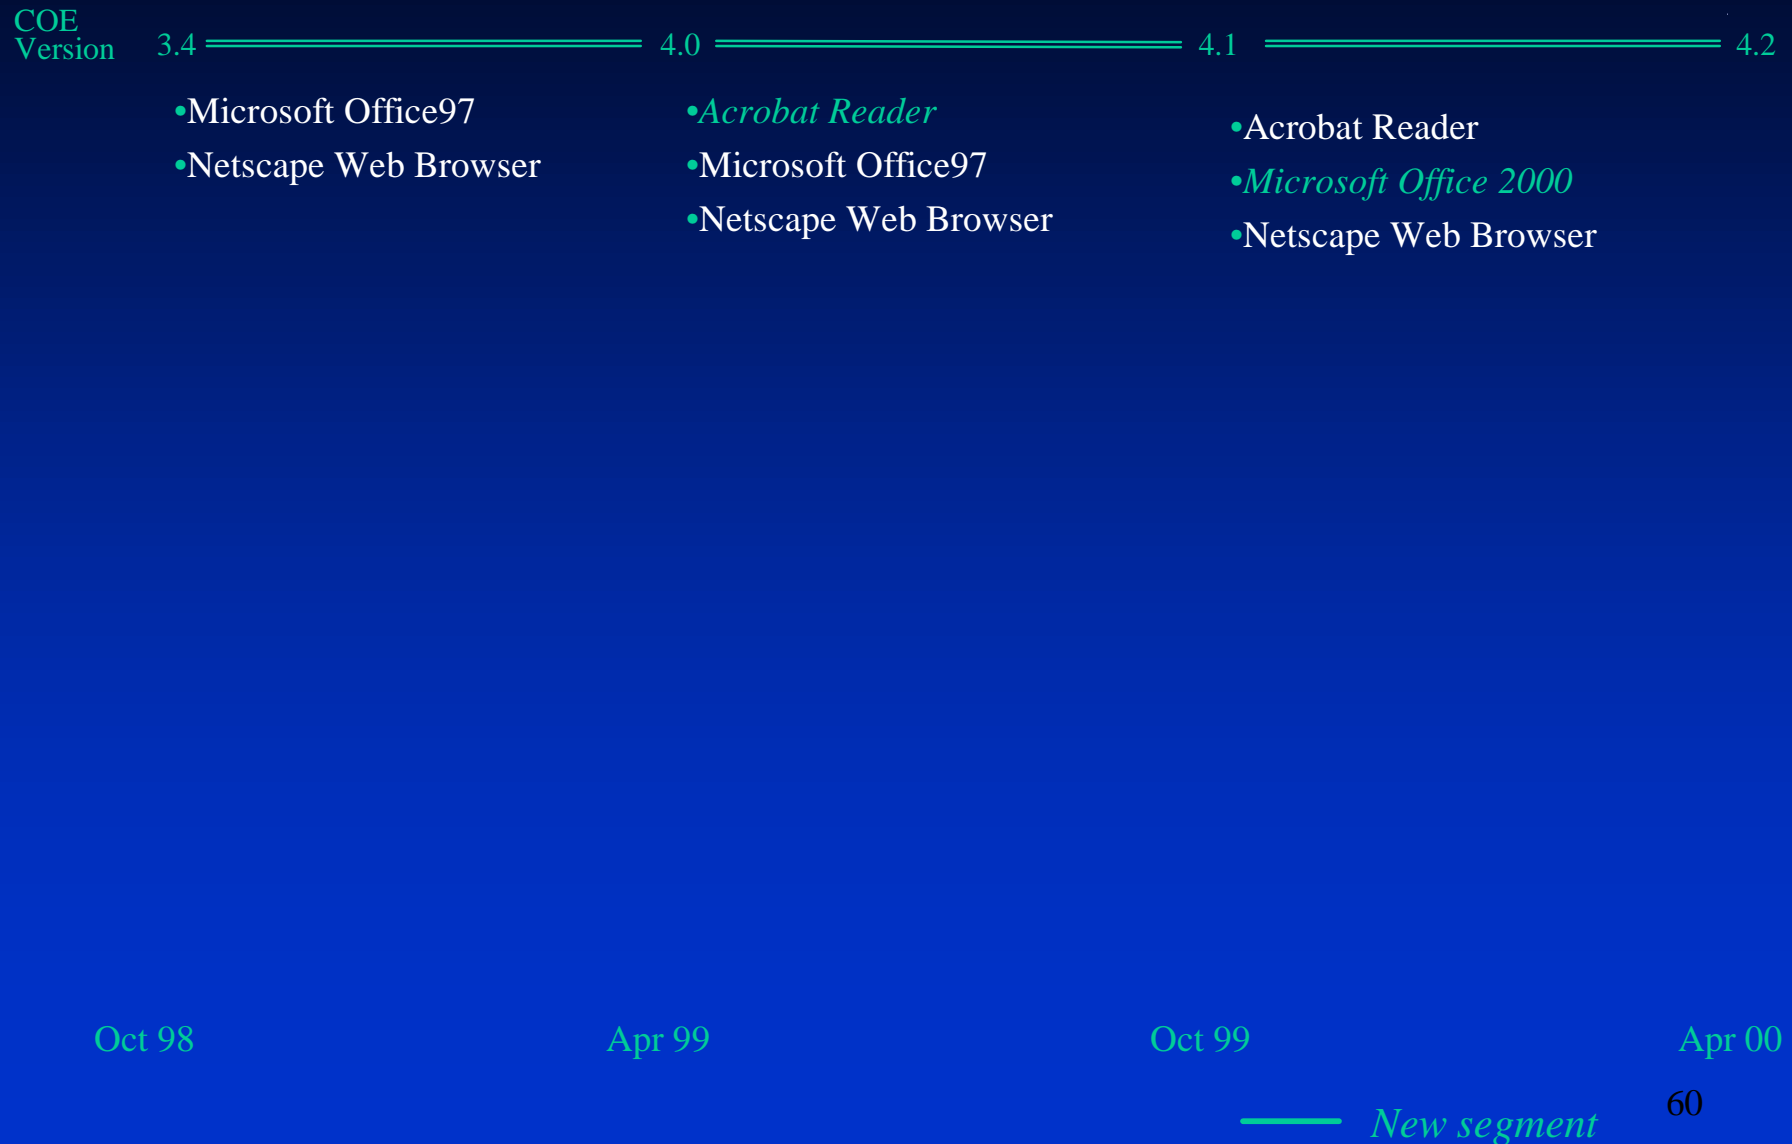 COE
Version 3.4 4.0 4.1 4.2
•Microsoft Office97
•Netscape Web Browser
•Acrobat Reader
•Microsoft Office97
•Netscape Web Browser
•Acrobat Reader
•Microsoft Office 2000
•Netscape Web Browser
Oct 98 Apr 99 Oct 99 Apr 00
60
New segment